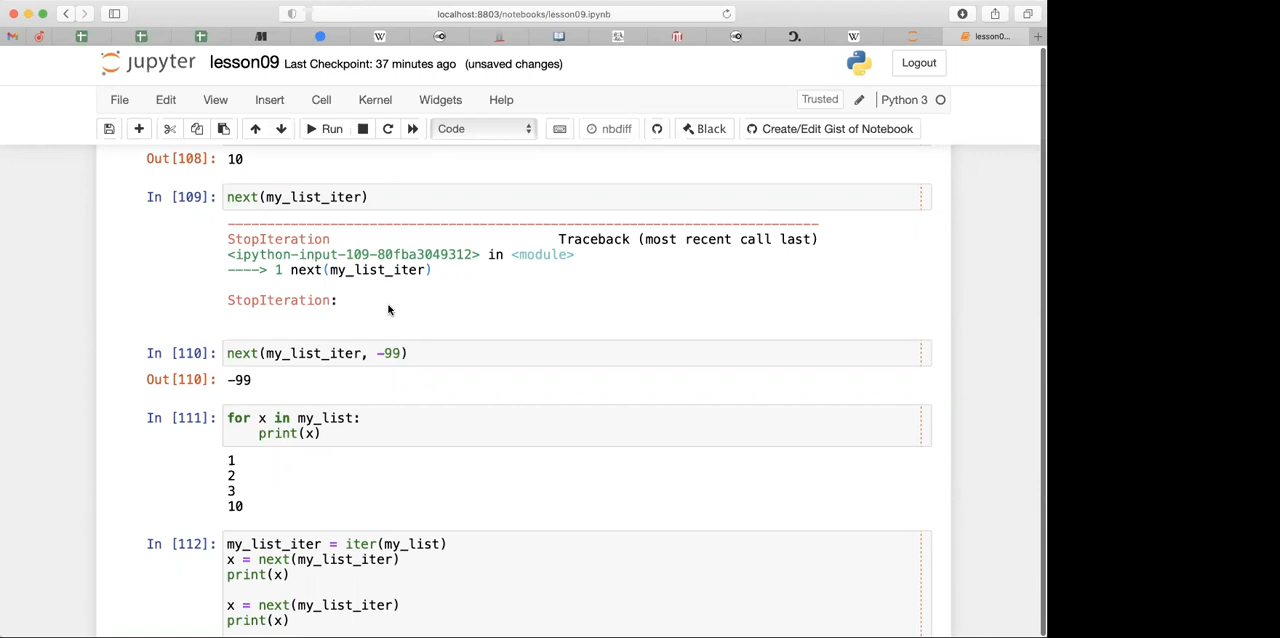 localhost:8803/notebooks/lesson09.ipynb
W W lesson0...
jupyter lesson09 Last Checkpoint: 37 minutes ago (unsaved changes) Logout
File Edit View Insert Cell Kernel Widgets Help Trusted Python 3
Run Code nbdiff Black Create/Edit Gist of Notebook
Out[108]: 10
In [109]: next(my_list_iter)
---------------------------------------------------------------------------
StopIteration Traceback (most recent call last)
<ipython-input-109-80fba3049312> in <module>
----> 1 next(my_list_iter)
StopIteration:
In [110]: next(my_list_iter, -99)
Out[110]: -99
In [111]: for x in my_list:
print(x)
1
2
3
10
In [112]: my_list_iter = iter(my_list)
x = next(my_list_iter)
print(x)
x = next(my_list_iter)
print(x)